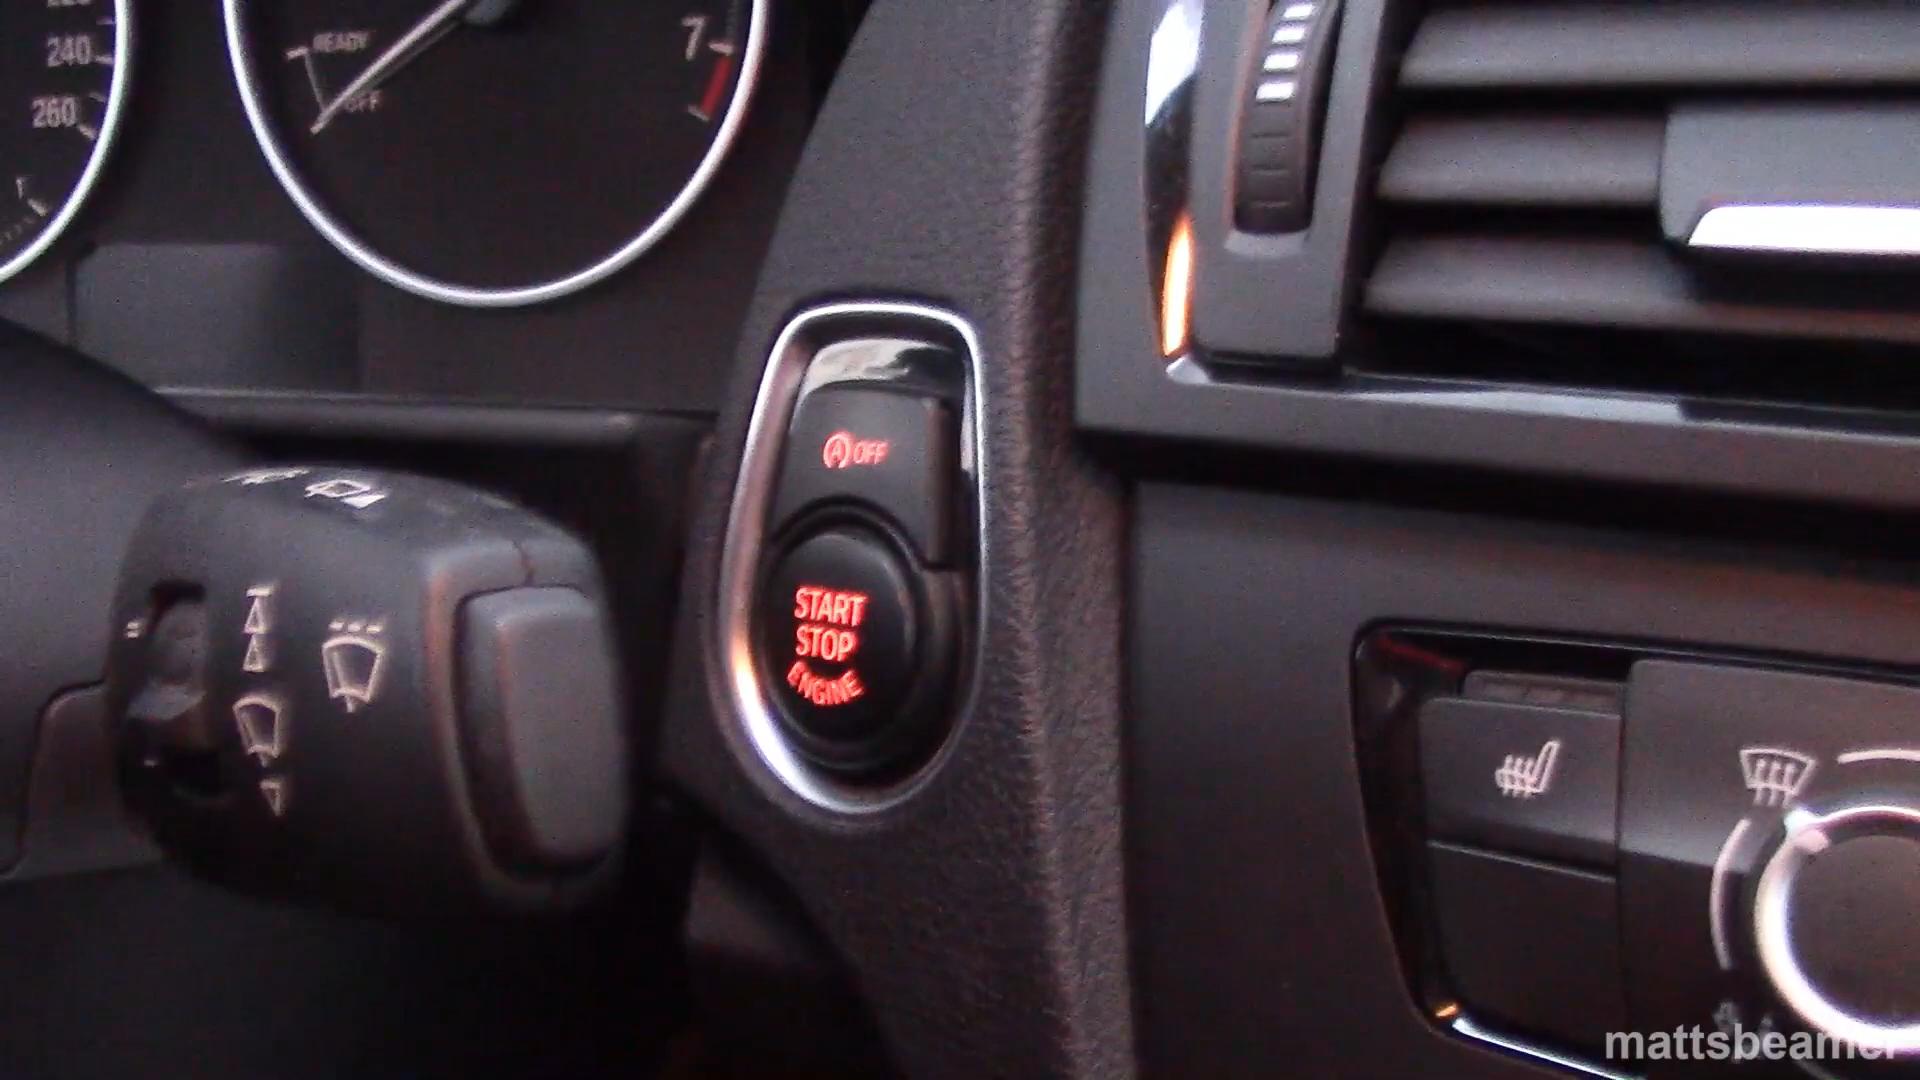 240
260
READY
OFF
7
A OFF
START
STOP
ENGINE
mattsbeamer